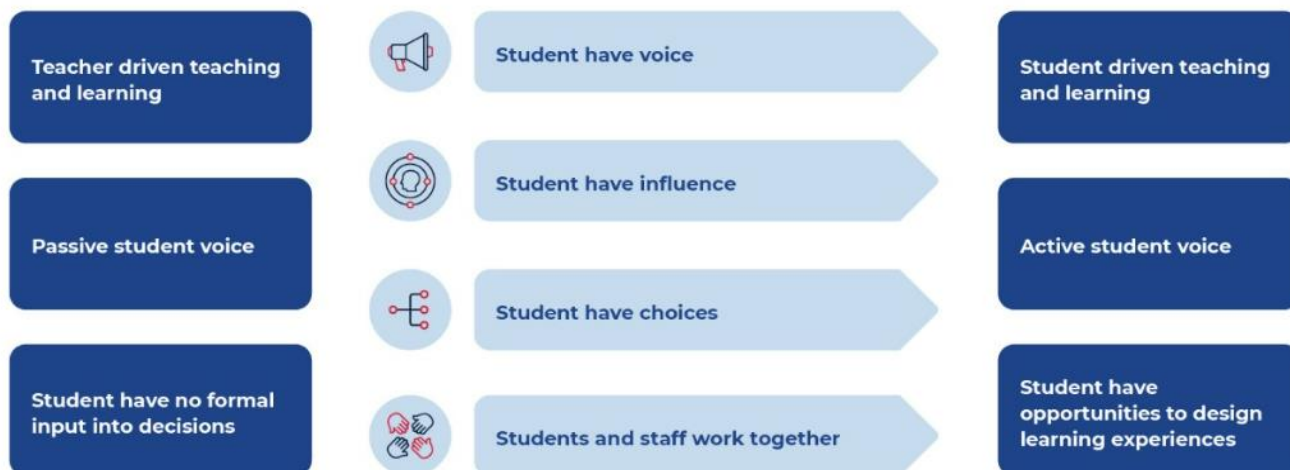 Teacher driven teaching
and learning
Passive student voice
Student have no formal
input into decisions
Student have voice
Student have influence
Student have choices
Students and staff work together
Student driven teaching
and learning
Active student voice
Student have
opportunities to design
learning experiences